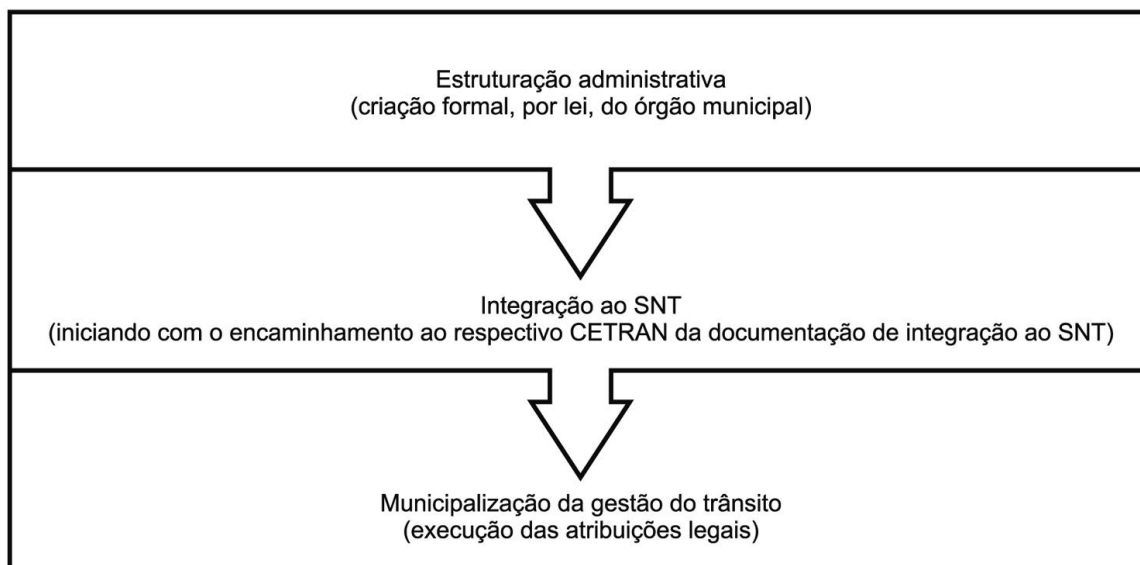 Estruturação administrativa
(criação formal, por lei, do órgão municipal)
Integração ao SNT
(iniciando com o encaminhamento ao respectivo CETRAN da documentação de integração ao SNT)
Municipalização da gestão do trânsito
(execução das atribuições legais)